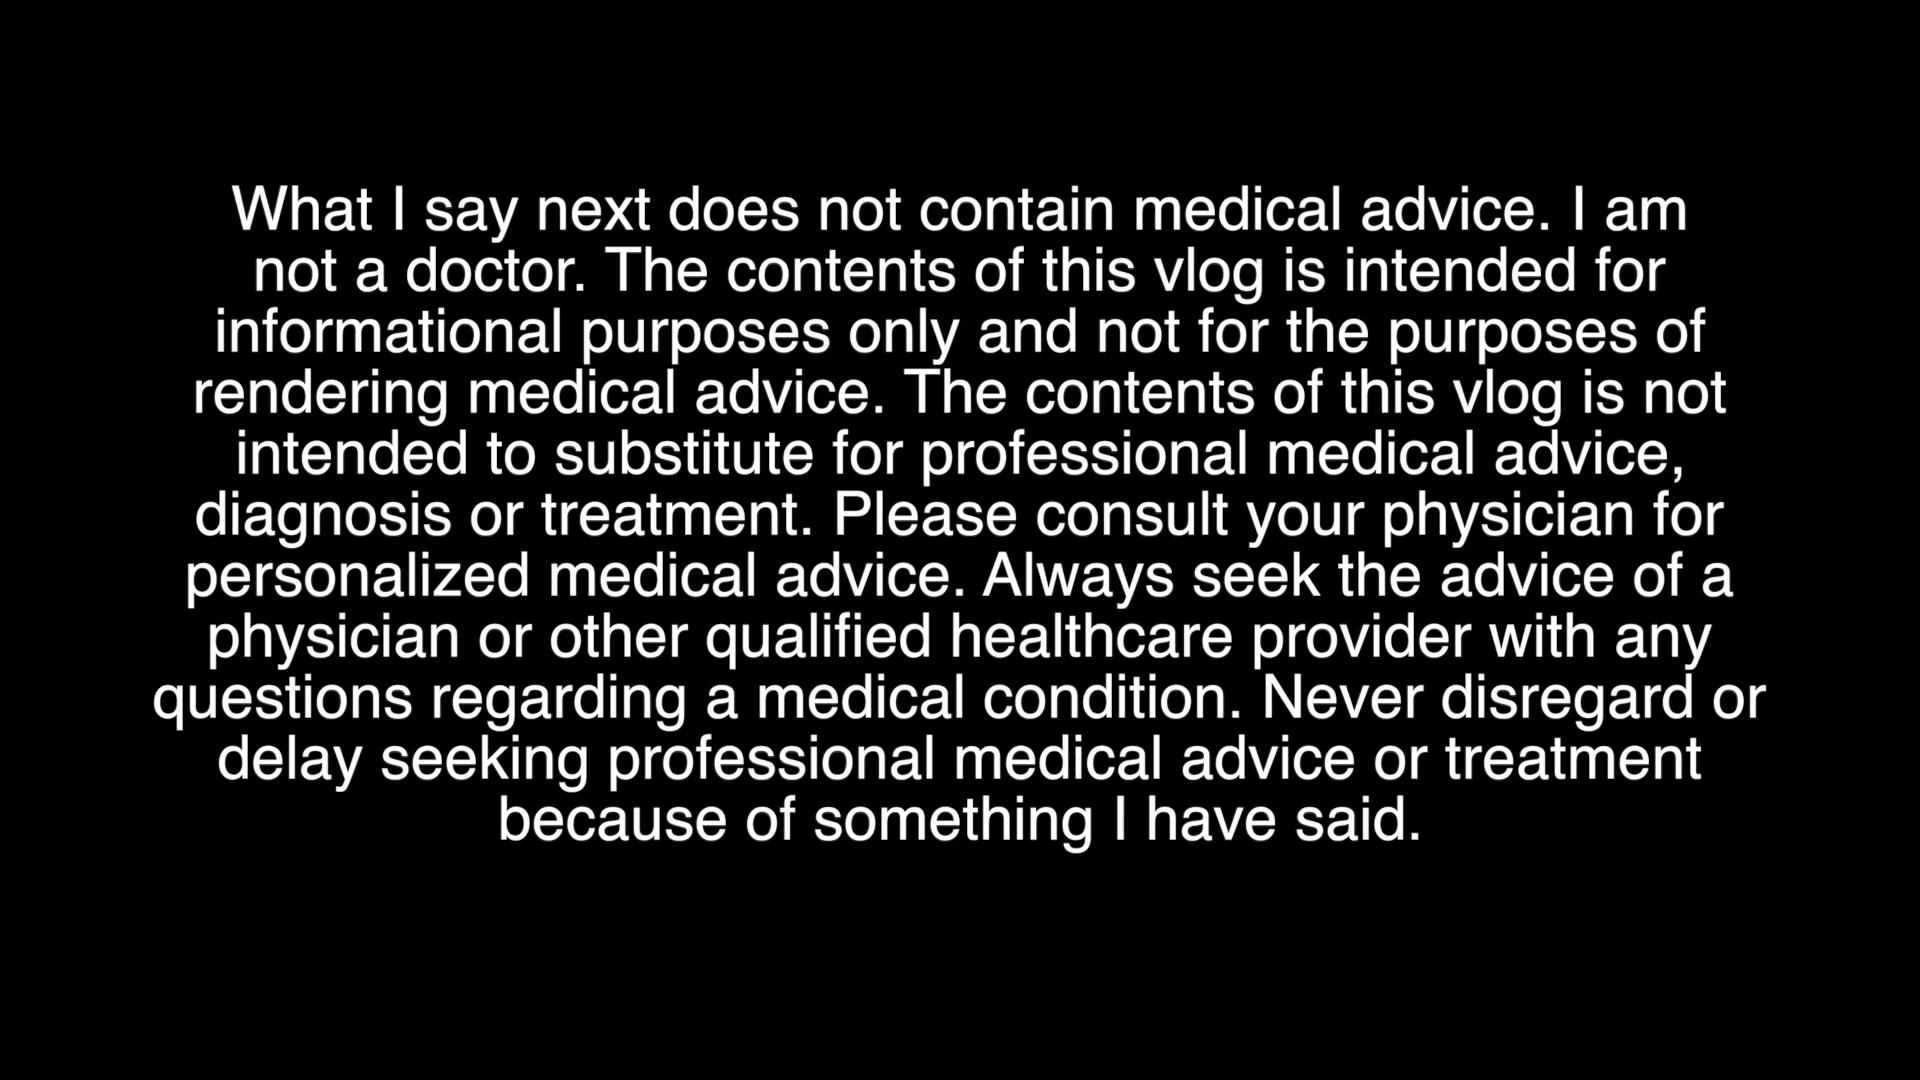 What I say next does not contain medical advice. I am
not a doctor. The contents of this vlog is intended for
informational purposes only and not for the purposes of
rendering medical advice. The contents of this vlog is not
intended to substitute for professional medical advice,
diagnosis or treatment. Please consult your physician for
personalized medical advice. Always seek the advice of a
physician or other qualified healthcare provider with any
questions regarding a medical condition. Never disregard or
delay seeking professional medical advice or treatment
because of something I have said.